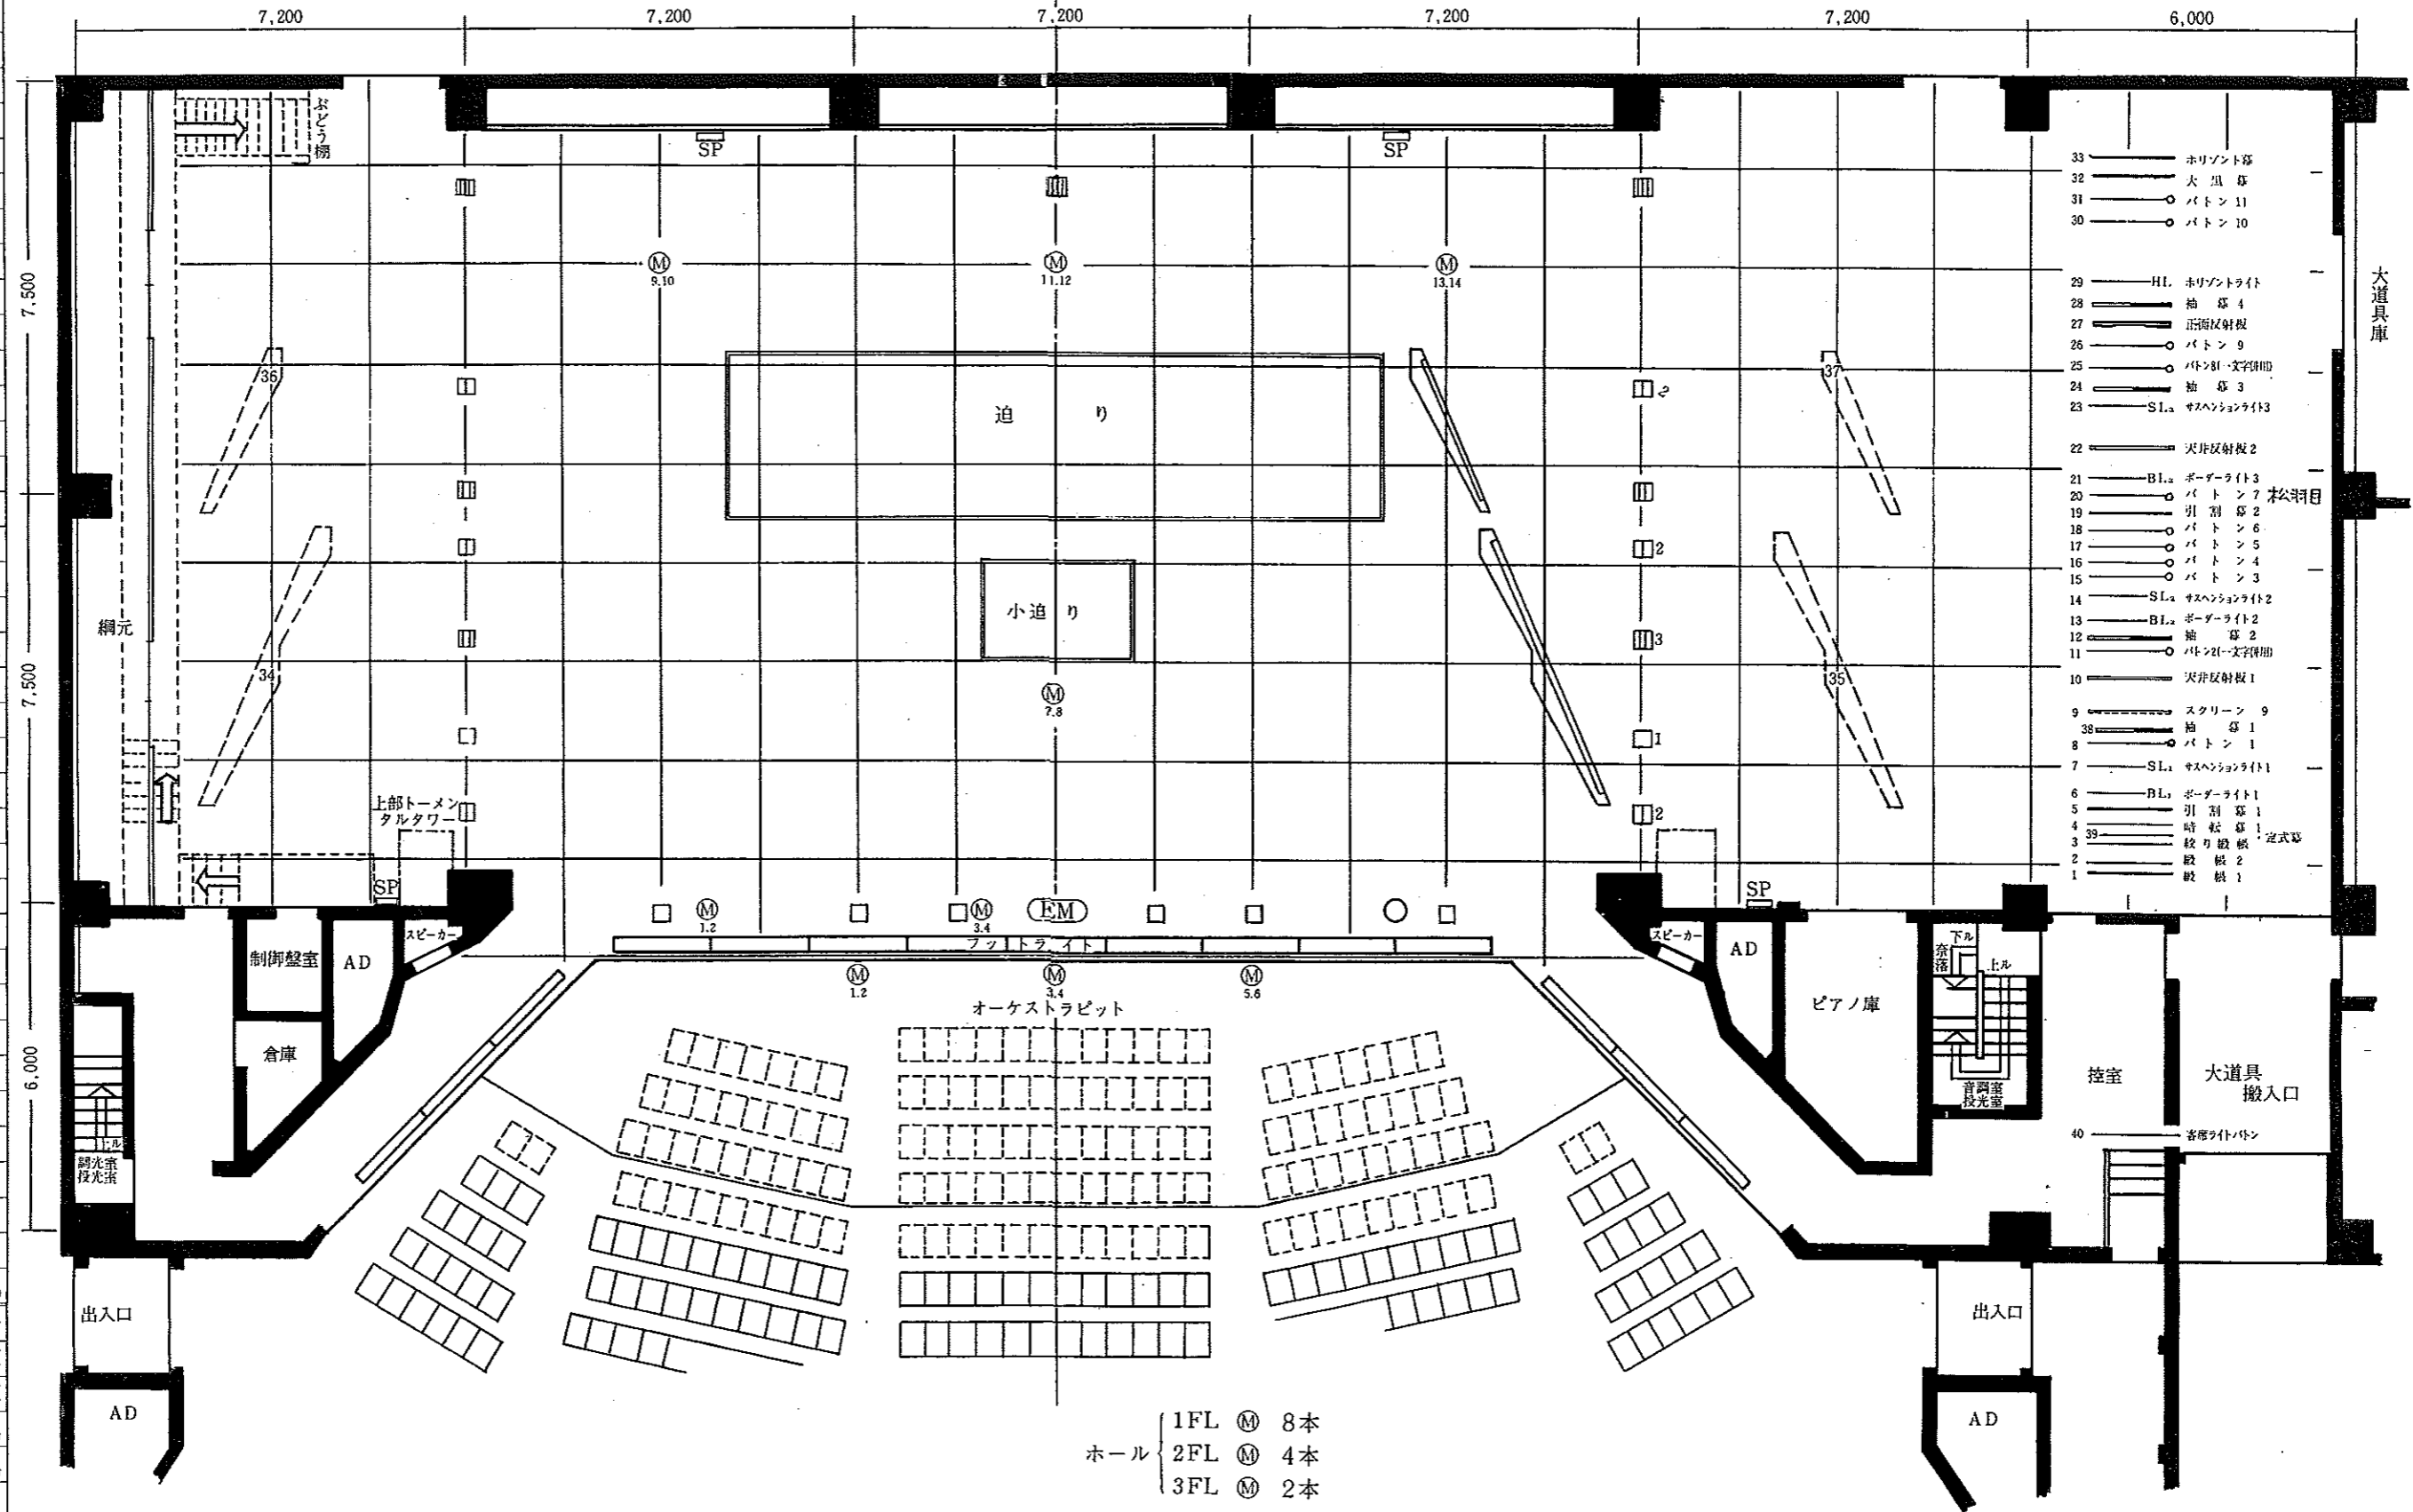 7,200
7,200
7,200
7,200
7,200
6,000
7,500
7,500
6,000
ぶどう棚
SP
SP
Ⓜ
9.10
Ⓜ
11.12
Ⓜ
13.14
36
37
迫 り
2
小迫 り
2
綱元
34
35
3
Ⓜ
7.8
1
上部トーメン
タルタワー
2
SP
SP
33 ホリゾント幕
32 大黒幕
31 バトン 11
30 バトン 10
29 HL ホリゾントライト
28 袖 幕 4
27 正面反射板
26 バトン 9
25 バトン8(一文字併用)
24 袖 幕 3
23 SL₃ サスペンションライト3
22 天井反射板 2
21 BL₃ ボーダーライト3
20 バトン 7 松羽目
19 引割幕 2
18 バトン 6
17 バトン 5
16 バトン 4
15 バトン 3
14 SL₂ サスペンションライト2
13 BL₂ ボーダーライト2
12 袖 幕 2
11 バトン2(一文字併用)
10 天井反射板 1
9 スクリーン 9
38 袖 幕 1
8 バトン 1
7 SL₁ サスペンションライト1
6 BL₁ ボーダーライト1
5 引割幕 1
4 暗転幕 1
39 定式幕
3 絞り緞帳
2 緞帳 2
1 緞帳 1
大道具庫
Ⓜ
1.2
Ⓜ
3.4
EM
フットライト
スピーカー
スピーカー
制御盤室
AD
AD
倉庫
Ⓜ
1.2
Ⓜ
3.4
Ⓜ
5.6
オーケストラピット
ピアノ庫
下ル
奈落
上ル
音調室
投光室
控室
大道具
搬入口
40 客席ライトバトン
上ル
調光室
投光室
出入口
出入口
AD
AD
ホール
1FL Ⓜ 8本
2FL Ⓜ 4本
3FL Ⓜ 2本